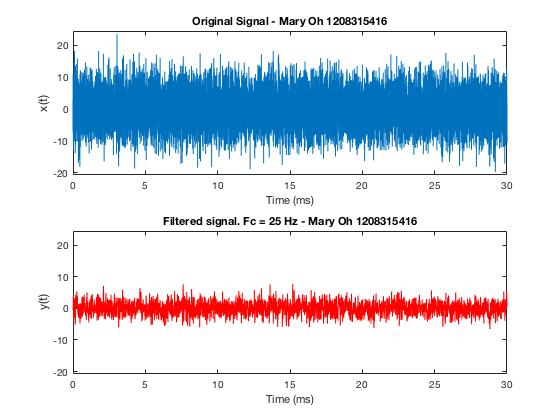 Original Signal - Mary Oh 1208315416
20
10
0
-10
-20
x(t)
0 5 10 15 20 25 30
Time (ms)
Filtered signal. Fc = 25 Hz - Mary Oh 1208315416
20
10
0
-10
-20
y(t)
0 5 10 15 20 25 30
Time (ms)